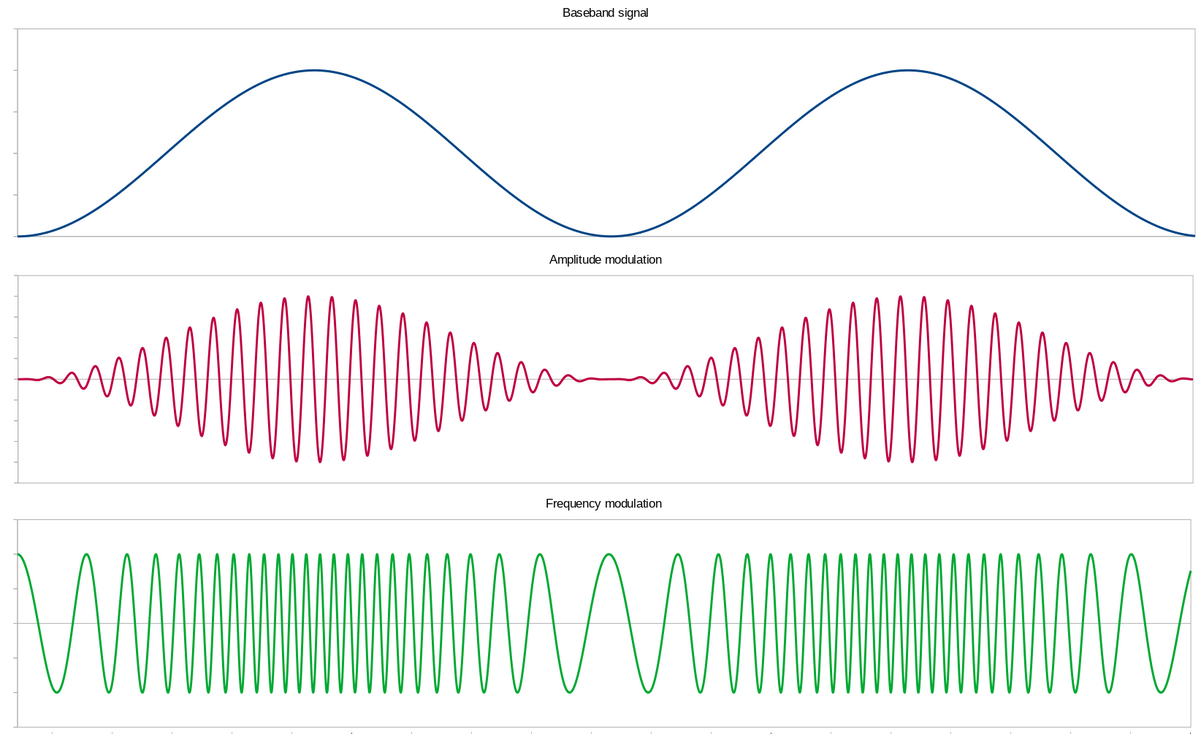 Baseband signal
Amplitude modulation
Frequency modulation